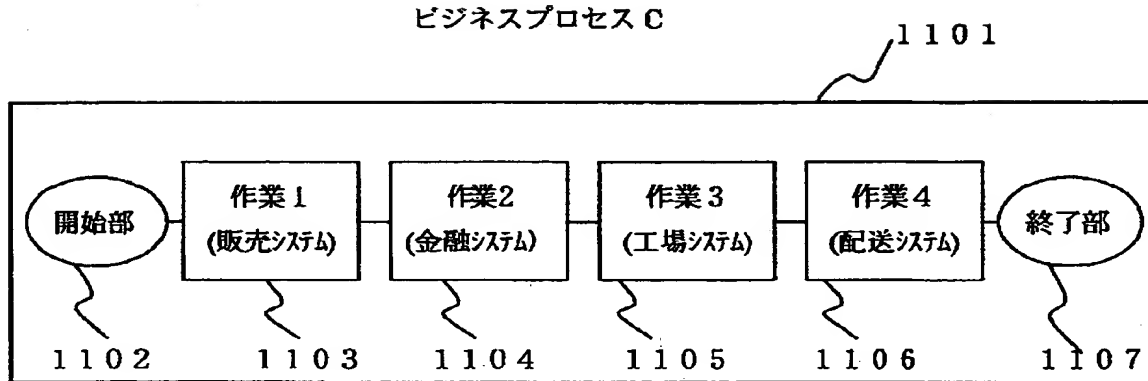 ビジネスプロセスC
1101
開始部
作業1
(販売システム)
作業2
(金融システム)
作業3
(工場システム)
作業4
(配送システム)
終了部
1102
1103
1104
1105
1106
1107